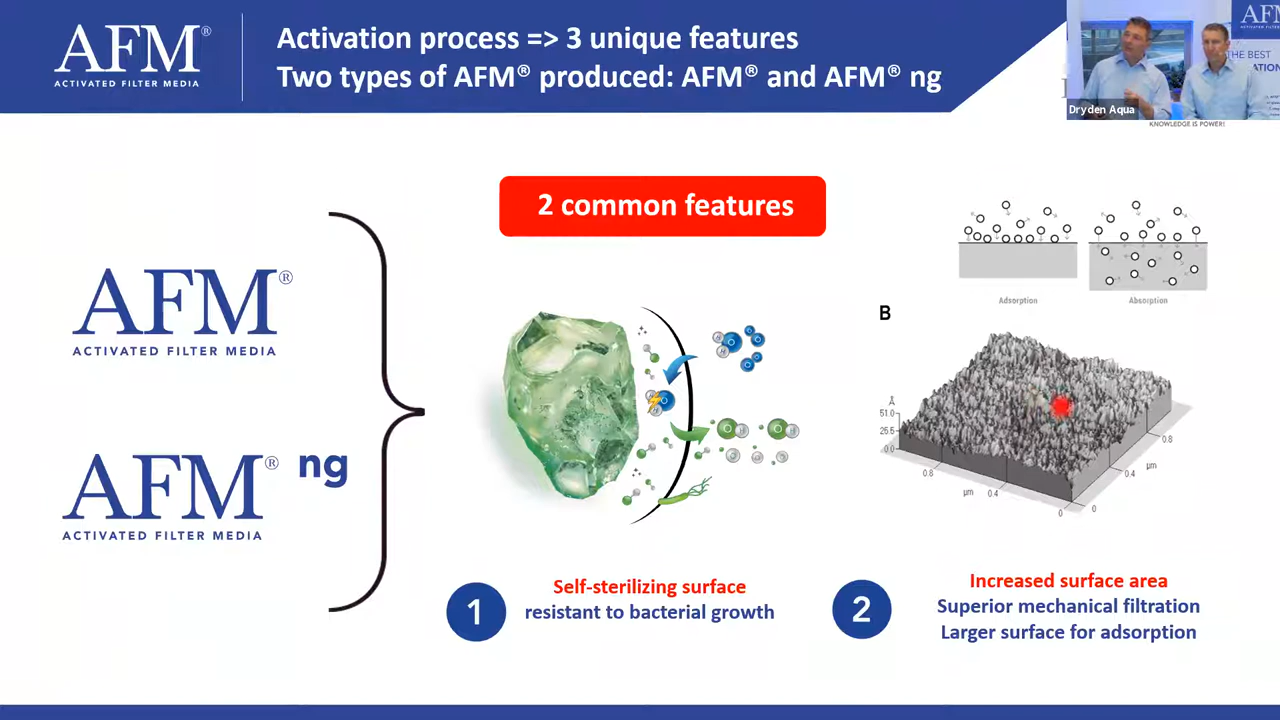 AFM®
ACTIVATED FILTER MEDIA
Activation process => 3 unique features
Two types of AFM® produced: AFM® and AFM® ng
AFM
THE BEST
Dryden Aqua
KNOWLEDGE IS POWER!
2 common features
Adsorption
Absorption
AFM®
ACTIVATED FILTER MEDIA
AFM® ng
ACTIVATED FILTER MEDIA
B
Å
51.0
25.5
0.0
0.8
µm
0.4
0
0
0.4
µm
0.8
1
Self-sterilizing surface
resistant to bacterial growth
2
Increased surface area
Superior mechanical filtration
Larger surface for adsorption